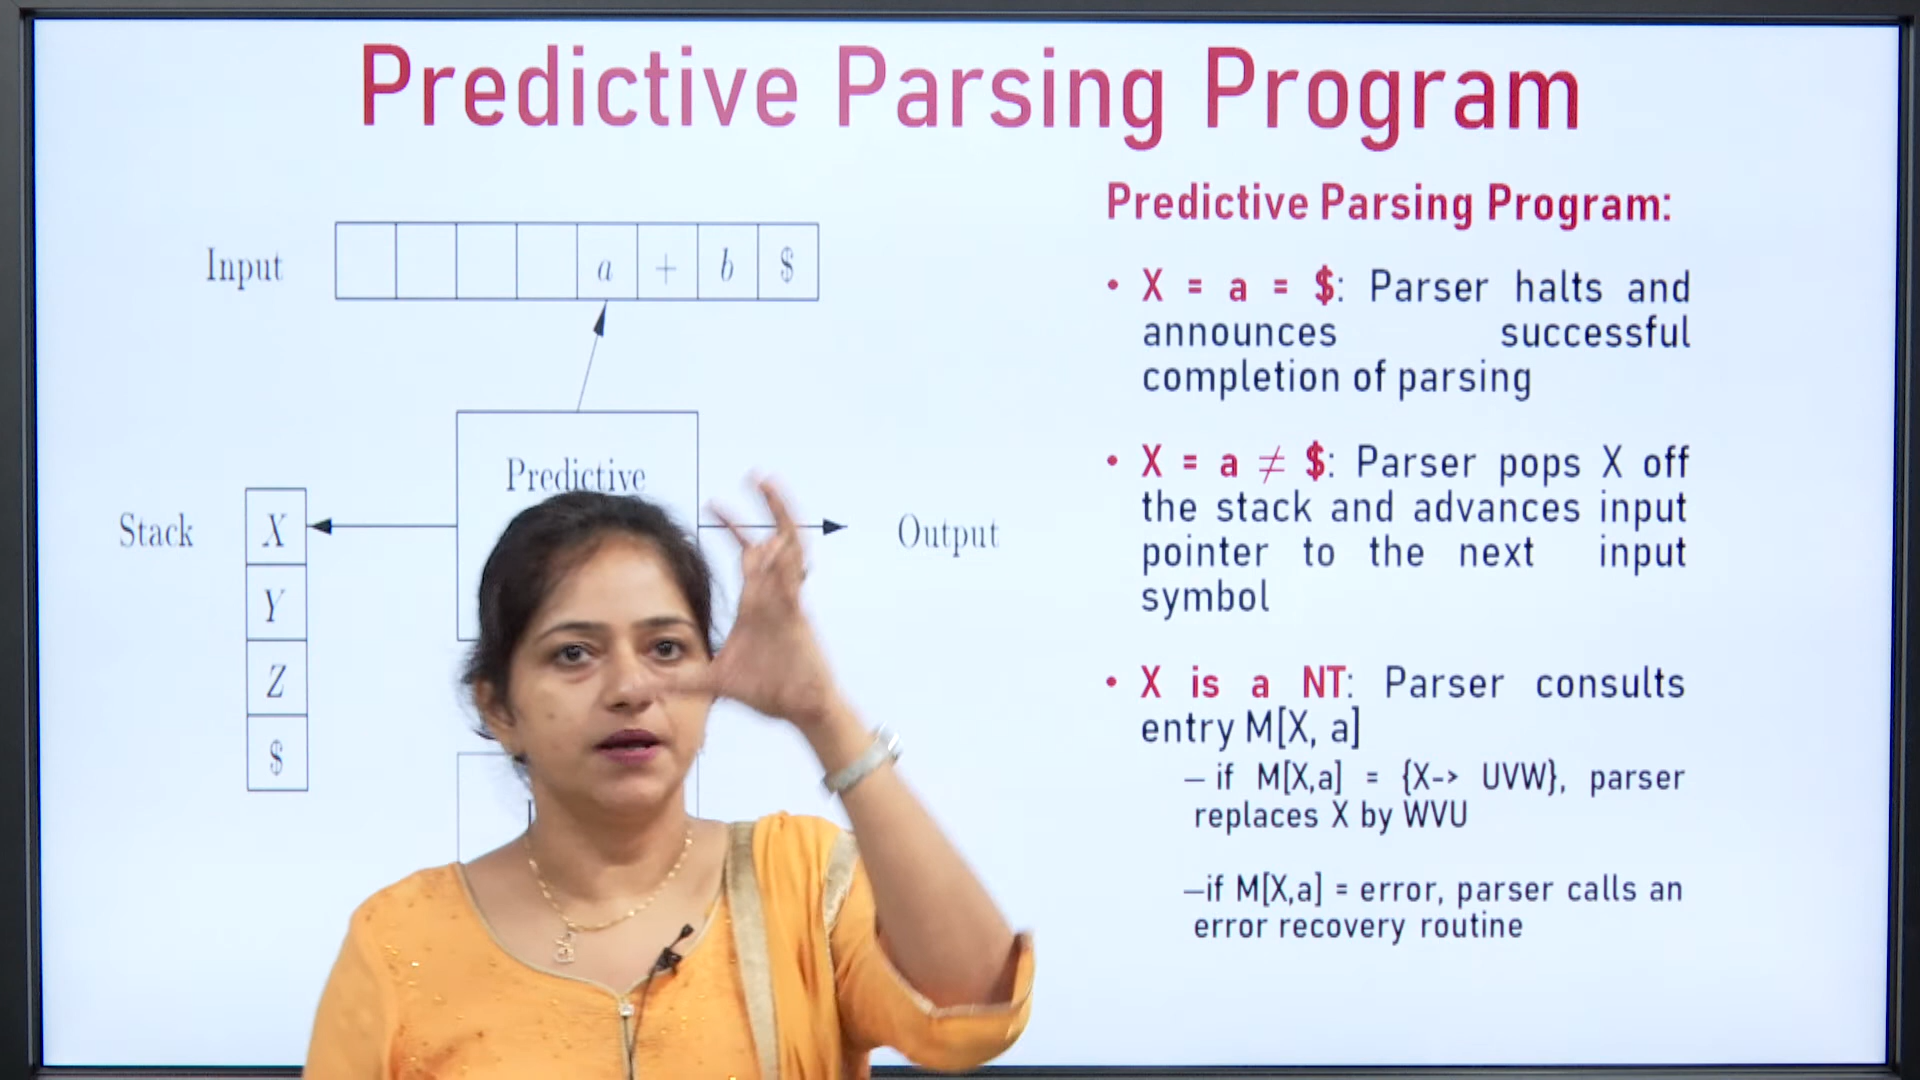 Predictive Parsing Program
Input
a + b $
Predictive
Stack
X
Y
Z
$
Output
Predictive Parsing Program:
• X = a = $: Parser halts and
announces successful
completion of parsing
• X = a ≠ $: Parser pops X off
the stack and advances input
pointer to the next input
symbol
• X is a NT: Parser consults
entry M[X, a]
– if M[X,a] = {X-> UVW}, parser
replaces X by WVU
–if M[X,a] = error, parser calls an
error recovery routine